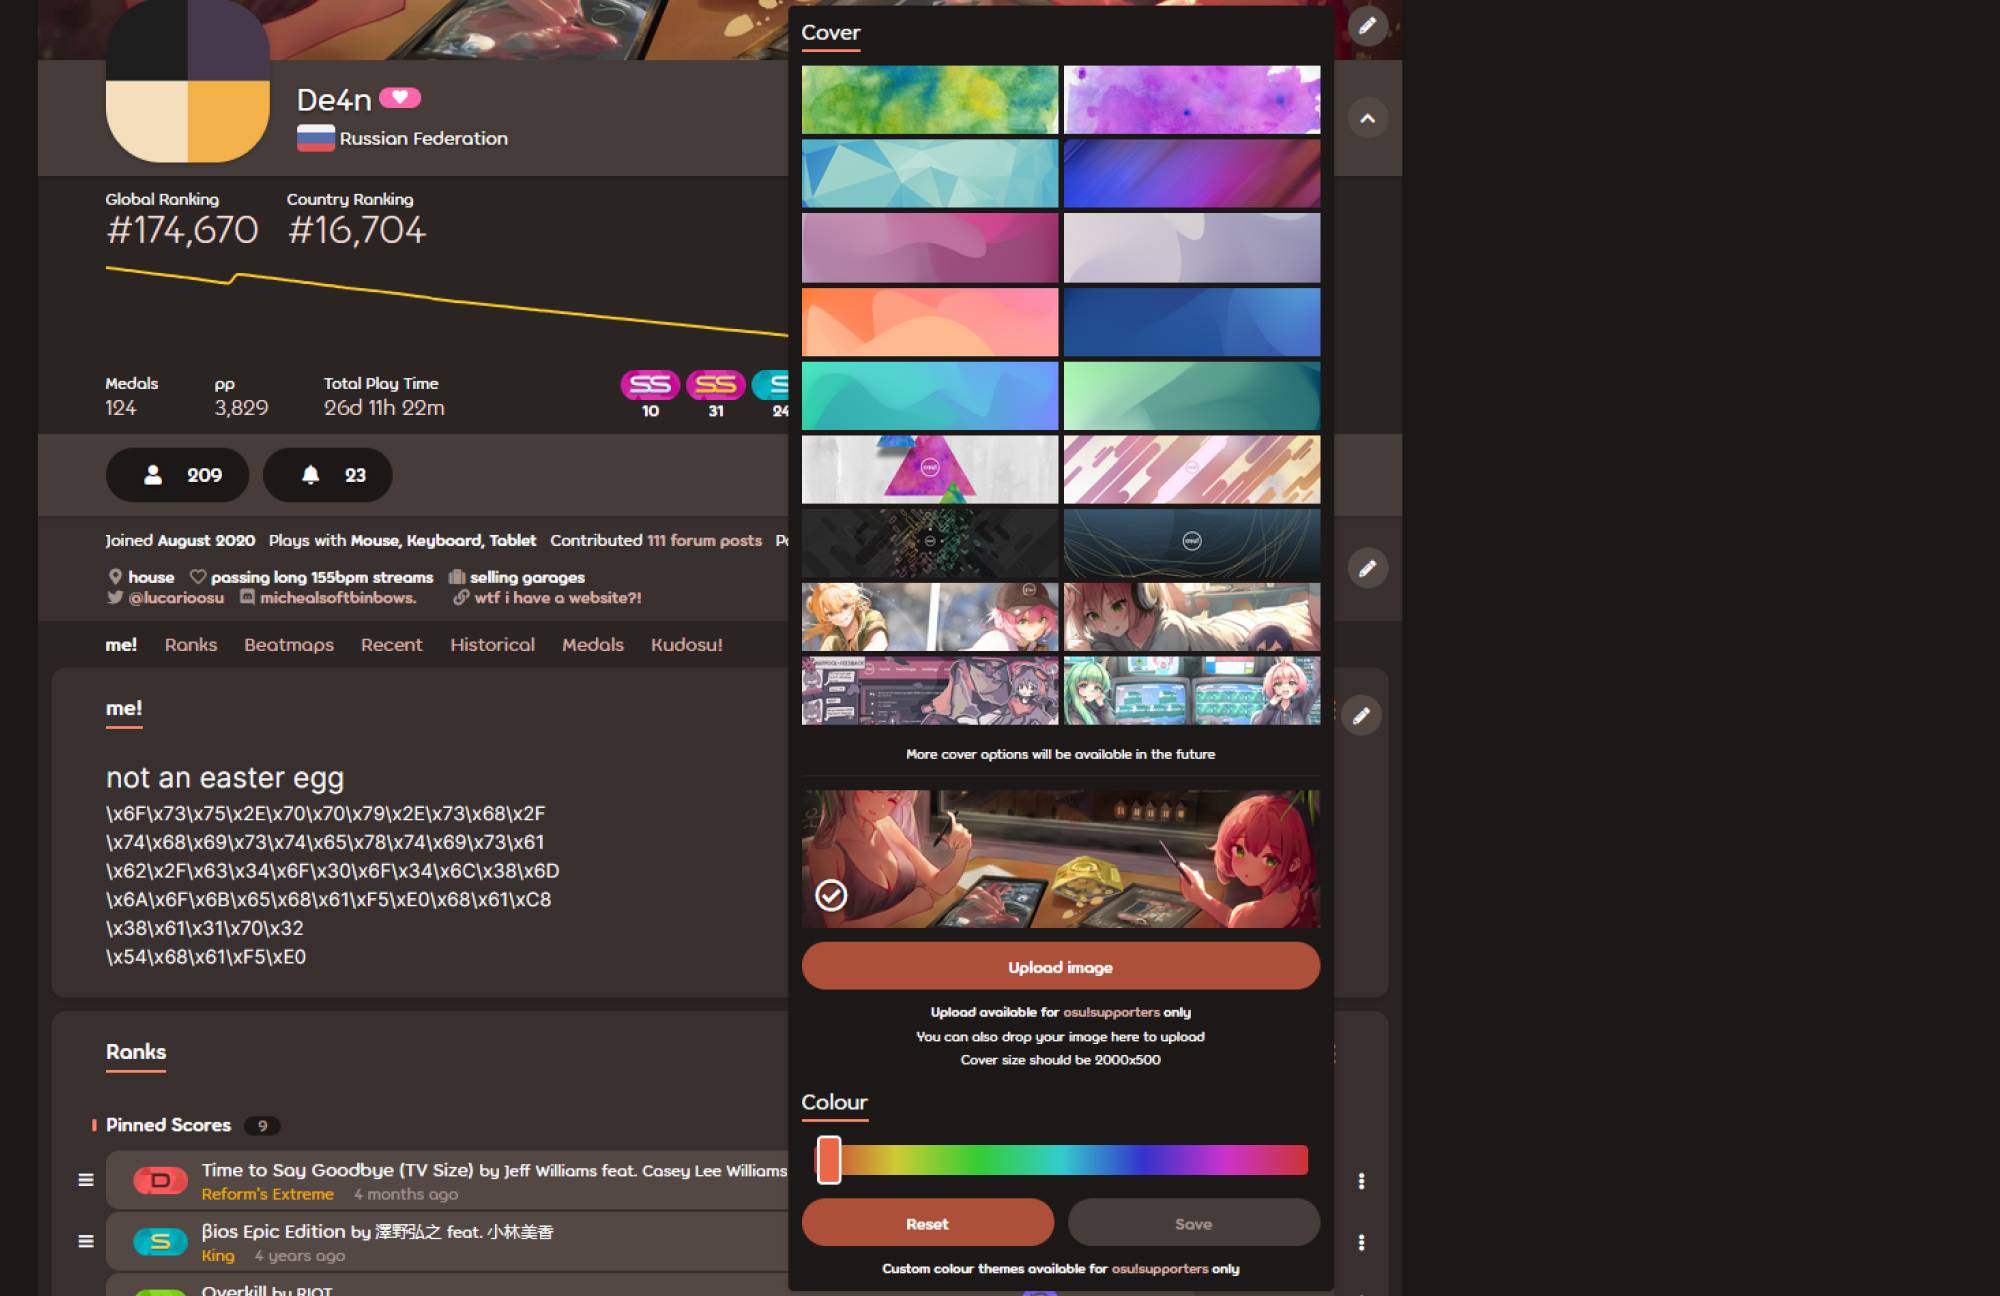 De4n
Russian Federation
Global Ranking
Country Ranking
#174,670
#16,704
Medals
pp
Total Play Time
124
3,829
26d 11h 22m
SS
SS
S
10
31
24
209
23
Joined August 2020 Plays with Mouse, Keyboard, Tablet Contributed 111 forum posts
house passing long 155bpm streams selling garages
@lucarioosu michealsoftbinbows. wtf i have a website?!
me! Ranks Beatmaps Recent Historical Medals Kudosu!
me!
not an easter egg
\x6F\x73\x75\x2E\x70\x70\x79\x2E\x73\x68\x2F
\x74\x68\x69\x73\x74\x65\x78\x74\x69\x73\x61
\x62\x2F\x63\x34\x6F\x30\x6F\x34\x6C\x38\x6D
\x6A\x6F\x6B\x65\x68\x61\xF5\xE0\x68\x61\xC8
\x38\x61\x31\x70\x32
\x54\x68\x61\xF5\xE0
Ranks
Pinned Scores 9
D
Time to Say Goodbye (TV Size) by Jeff Williams feat. Casey Lee Williams
Reform's Extreme 4 months ago
S
βios Epic Edition by 澤野弘之 feat. 小林美香
King 4 years ago
Overkill by RIOT
Cover
osu!
osu!
More cover options will be available in the future
Upload image
Upload available for osu!supporters only
You can also drop your image here to upload
Cover size should be 2000x500
Colour
Reset
Save
Custom colour themes available for osu!supporters only